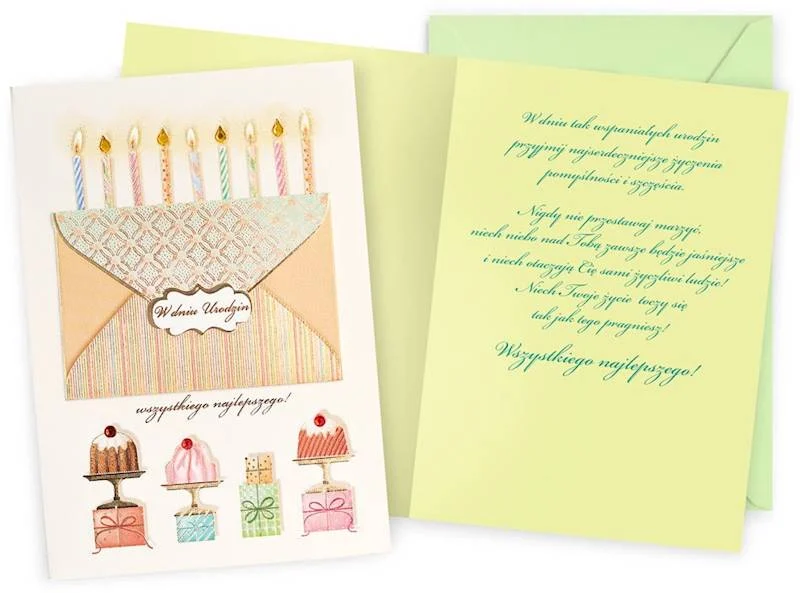 W dniu Urodzin
wszystkiego najlepszego!
W dniu tak wspaniałych urodzin
przyjmij najserdeczniejsze życzenia
pomyślności i szczęścia.
Nigdy nie przestawaj marzyć,
niech niebo nad Tobą zawsze będzie jaśniejsze
i niech otaczają Cię sami życzliwi ludzie!
Niech Twoje życie toczy się
tak jak tego pragniesz!
Wszystkiego najlepszego!